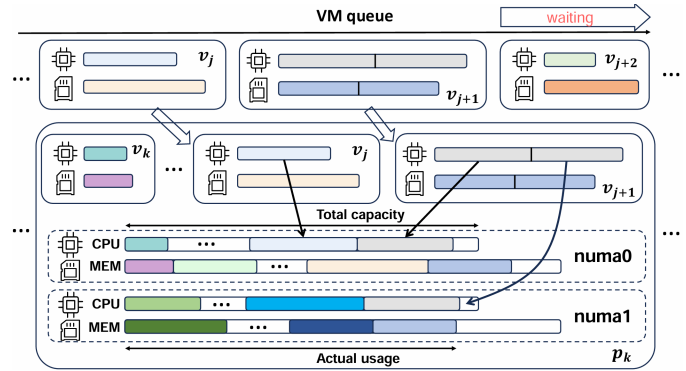 VM queue
waiting
...
v_j
v_{j+1}
v_{j+2}
...
v_k
...
v_j
v_{j+1}
...
Total capacity
...
CPU
...
MEM
...
numa0
CPU
...
MEM
...
numa1
Actual usage
p_k